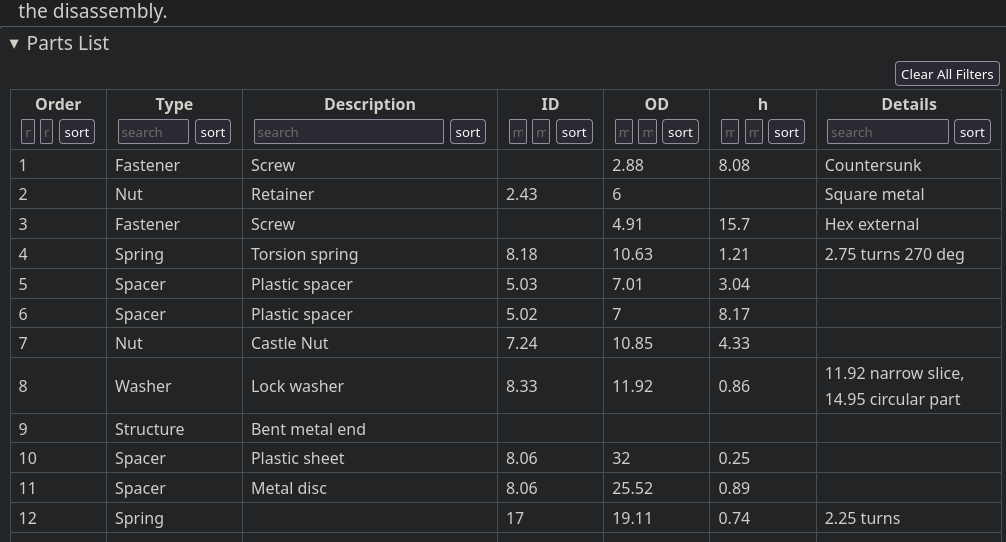 the disassembly.
▼ Parts List
Clear All Filters
Order Type Description ID OD h Details
r r sort search sort search sort m m sort m m sort m m sort search sort
1 Fastener Screw 2.88 8.08 Countersunk
2 Nut Retainer 2.43 6 Square metal
3 Fastener Screw 4.91 15.7 Hex external
4 Spring Torsion spring 8.18 10.63 1.21 2.75 turns 270 deg
5 Spacer Plastic spacer 5.03 7.01 3.04
6 Spacer Plastic spacer 5.02 7 8.17
7 Nut Castle Nut 7.24 10.85 4.33
8 Washer Lock washer 8.33 11.92 0.86 11.92 narrow slice,
14.95 circular part
9 Structure Bent metal end
10 Spacer Plastic sheet 8.06 32 0.25
11 Spacer Metal disc 8.06 25.52 0.89
12 Spring 17 19.11 0.74 2.25 turns